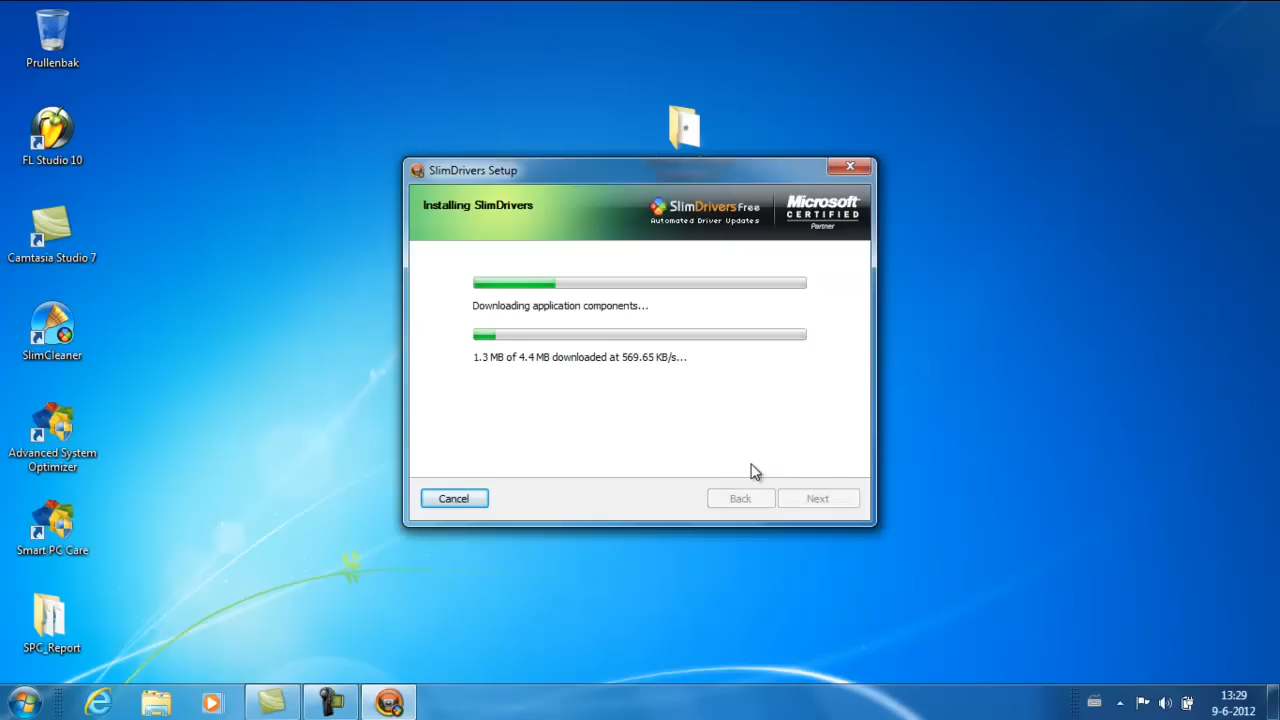 Prullenbak
FL Studio 10
Camtasia Studio 7
SlimCleaner
Advanced System
Optimizer
Smart PC Care
SPC_Report
SlimDrivers Setup
Installing SlimDrivers
SlimDrivers Free
Automated Driver Updates
Microsoft
CERTIFIED
Partner
Downloading application components...
1.3 MB of 4.4 MB downloaded at 569.65 KB/s...
Cancel
Back
Next
13:29
9-6-2012